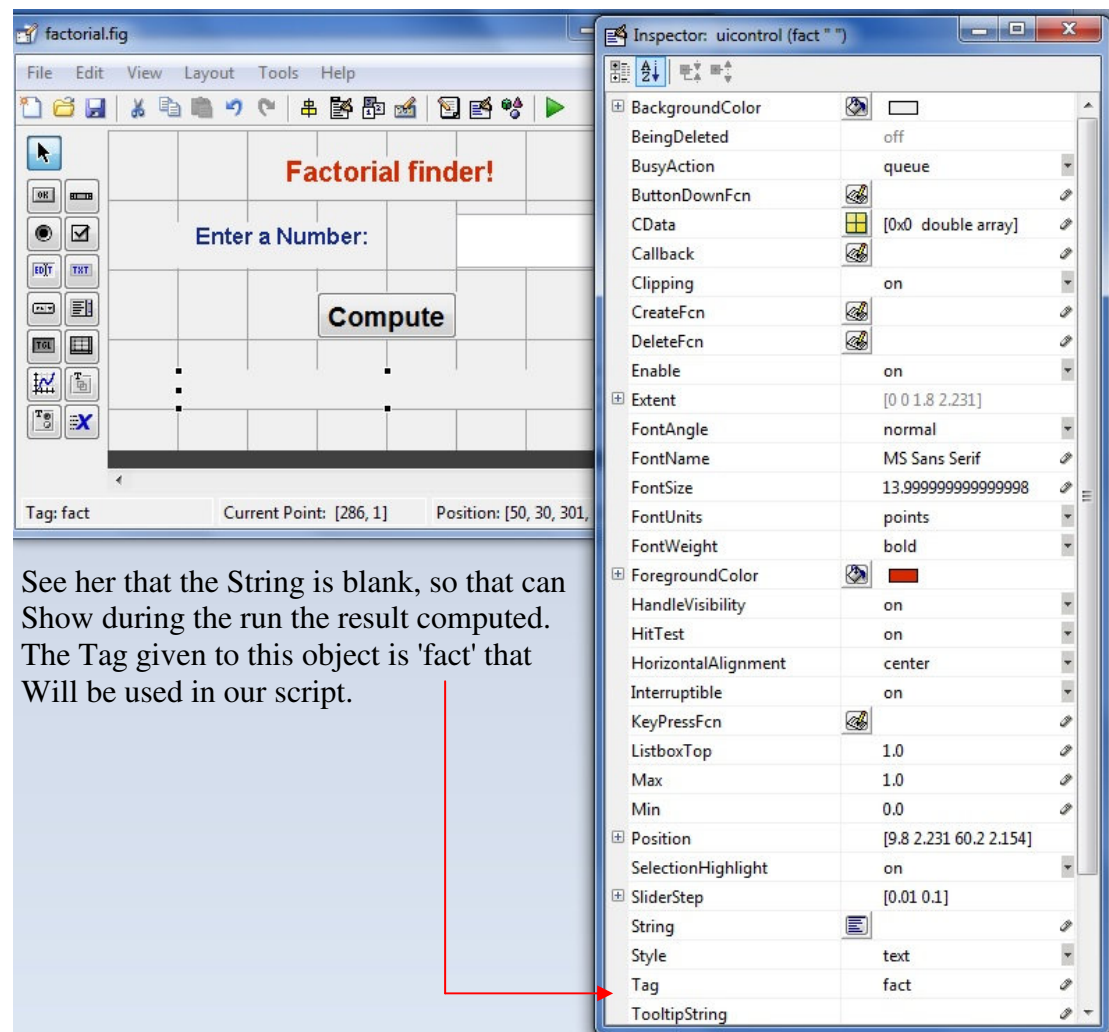 factorial.fig
File Edit View Layout Tools Help
OK
EDIT TXT
TGL
Factorial finder!
Enter a Number:
Compute
Tag: fact Current Point: [286, 1] Position: [50, 30, 301,
See her that the String is blank, so that can
Show during the run the result computed.
The Tag given to this object is 'fact' that
Will be used in our script.
Inspector: uicontrol (fact " ")
BackgroundColor
BeingDeleted off
BusyAction queue
ButtonDownFcn
CData [0x0 double array]
Callback
Clipping on
CreateFcn
DeleteFcn
Enable on
Extent [0 0 1.8 2.231]
FontAngle normal
FontName MS Sans Serif
FontSize 13.999999999999998
FontUnits points
FontWeight bold
ForegroundColor
HandleVisibility on
HitTest on
HorizontalAlignment center
Interruptible on
KeyPressFcn
ListboxTop 1.0
Max 1.0
Min 0.0
Position [9.8 2.231 60.2 2.154]
SelectionHighlight on
SliderStep [0.01 0.1]
String
Style text
Tag fact
TooltipString